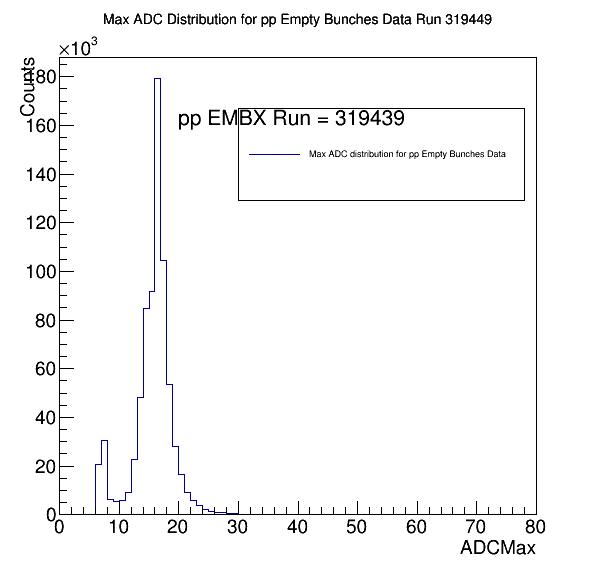 Max ADC Distribution for pp Empty Bunches Data Run 319449
×10³
Counts
180
160
140
120
100
80
60
40
20
0
pp EMBX Run = 319439
Max ADC distribution for pp Empty Bunches Data
0 10 20 30 40 50 60 70 80
ADCMax